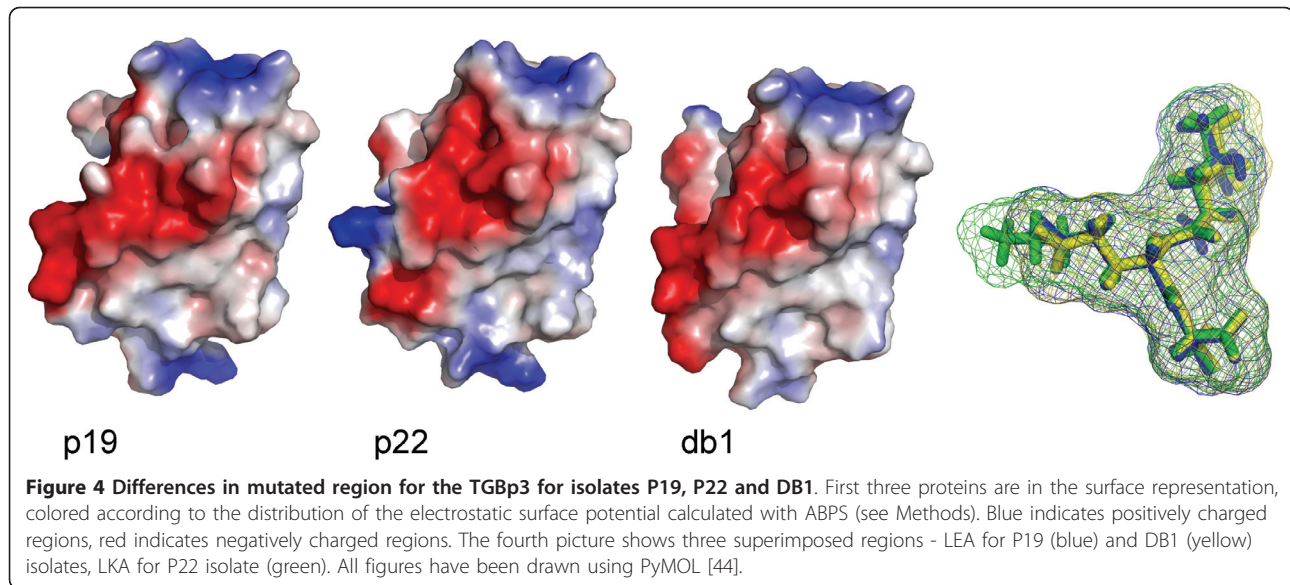 p19 p22 db1
Figure 4 Differences in mutated region for the TGBp3 for isolates P19, P22 and DB1. First three proteins are in the surface representation,
colored according to the distribution of the electrostatic surface potential calculated with ABPS (see Methods). Blue indicates positively charged
regions, red indicates negatively charged regions. The fourth picture shows three superimposed regions - LEA for P19 (blue) and DB1 (yellow)
isolates, LKA for P22 isolate (green). All figures have been drawn using PyMOL [44].